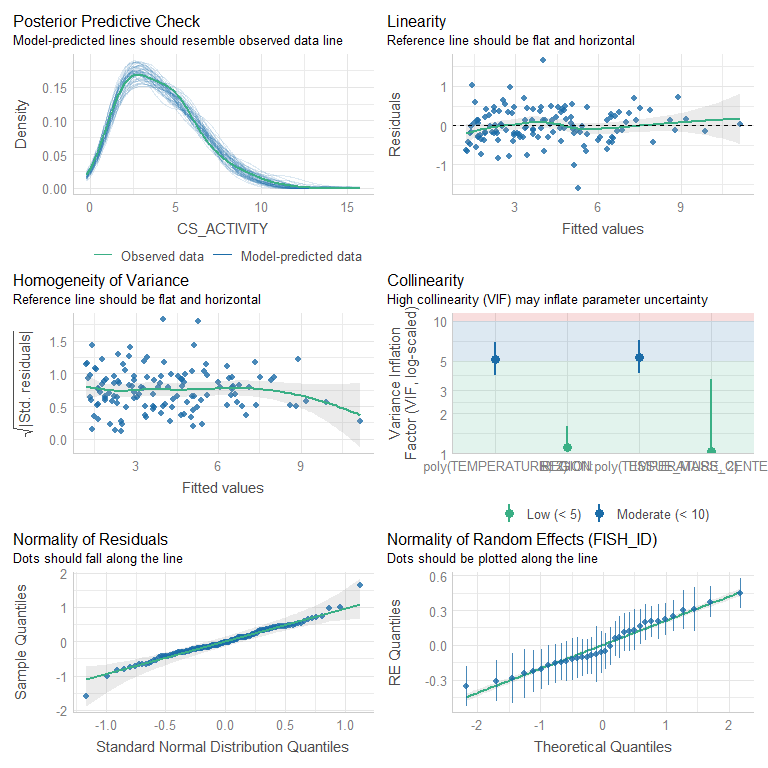 Posterior Predictive Check
Model-predicted lines should resemble observed data line
Density
0.15
0.10
0.05
0.00
0
5
10
15
CS_ACTIVITY
Observed data
Model-predicted data
Linearity
Reference line should be flat and horizontal
Residuals
1
0
-1
3
6
9
Fitted values
Homogeneity of Variance
Reference line should be flat and horizontal
√|Std. residuals|
1.5
1.0
0.5
0.0
3
6
9
Fitted values
Collinearity
High collinearity (VIF) may inflate parameter uncertainty
Variance Inflation
Factor (VIF, log-scaled)
10
5
3
2
1
poly(TEMPERATURE
REGION
poly(TE
Low (< 5)
Moderate (< 10)
Normality of Residuals
Dots should fall along the line
Sample Quantiles
2
1
0
-1
-2
-1.0
-0.5
0.0
0.5
1.0
Standard Normal Distribution Quantiles
Normality of Random Effects (FISH_ID)
Dots should be plotted along the line
RE Quantiles
0.6
0.3
0.0
-0.3
-2
-1
0
1
2
Theoretical Quantiles